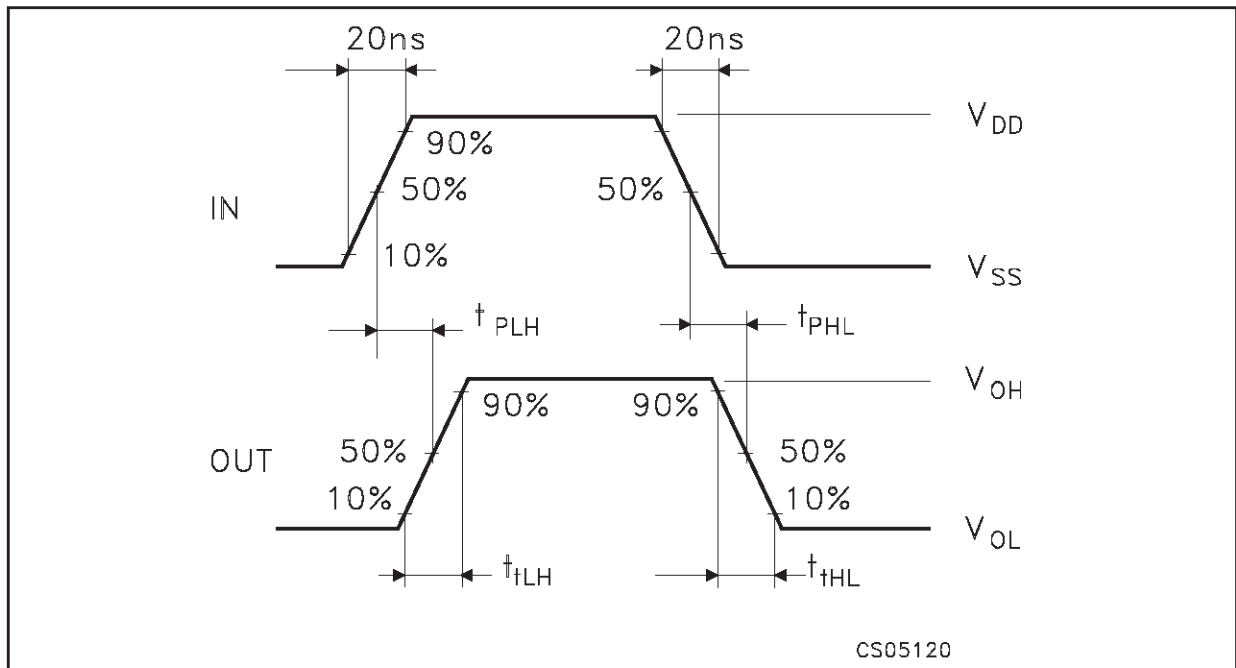 20ns 20ns
V_DD
90%
50% 50%
IN
10%
V_SS
t_PLH t_PHL
V_OH
90% 90%
50% 50%
OUT
10% 10%
V_OL
t_tLH t_tHL
CS05120